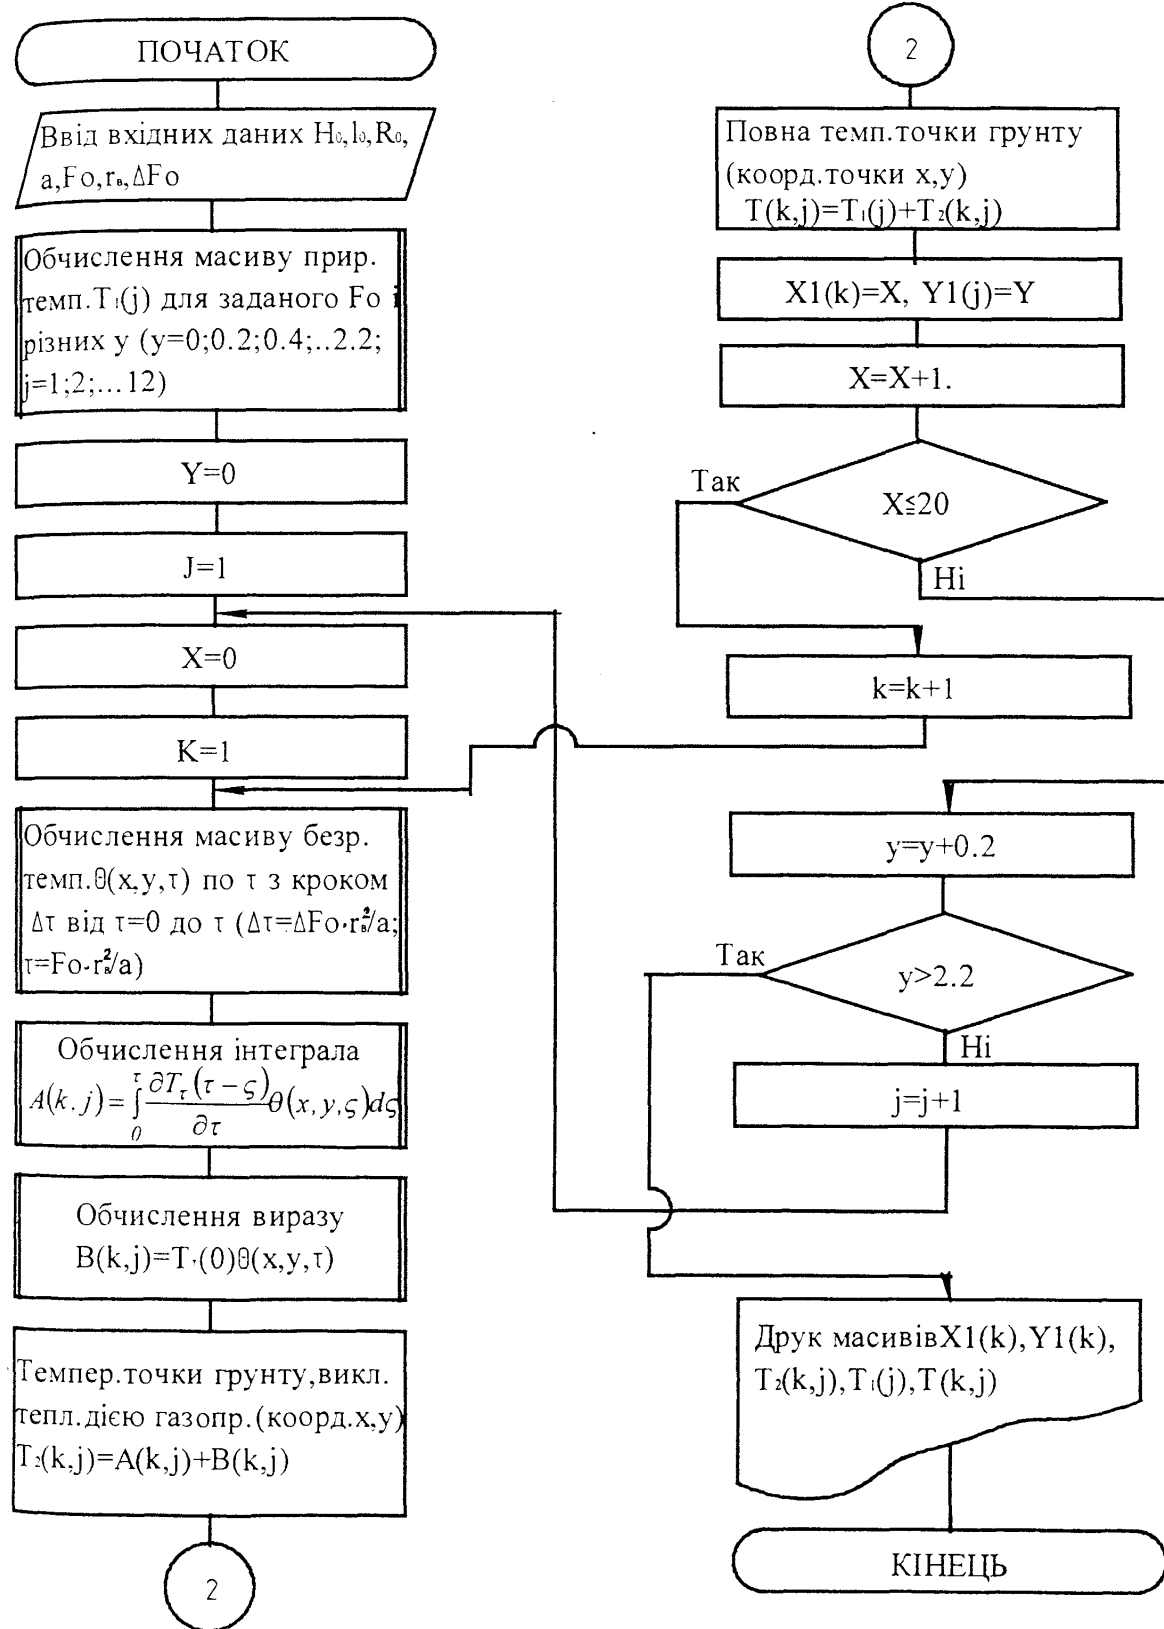 ПОЧАТОК
Ввід вхідних даних H₀,l₀,R₀,
a,Fo,rв,ΔFo
Обчислення масиву прир.
темп.T₁(j) для заданого Fo і
різних y (y=0;0.2;0.4;..2.2;
j=1;2;...12)
Y=0
J=1
X=0
K=1
Обчислення масиву безр.
темп.θ(x,y,τ) по τ з кроком
Δτ від τ=0 до τ (Δτ=ΔFo·rв²/a;
τ=Fo·rв²/a)
Обчислення інтеграла
A(k,j)=∫₀^τ ∂Tτ(τ−ς)/∂τ θ(x,y,ς)dς
Обчислення виразу
B(k,j)=Tτ(0)θ(x,y,τ)
Темпер.точки грунту,викл.
тепл.дією газопр.(коорд.x,y)
T₂(k,j)=A(k,j)+B(k,j)
2
2
Повна темп.точки грунту
(коорд.точки x,y)
T(k,j)=T₁(j)+T₂(k,j)
X1(k)=X, Y1(j)=Y
X=X+1.
Так
X≦20
Ні
k=k+1
y=y+0.2
Так
y>2.2
Ні
j=j+1
Друк масивівX1(k),Y1(k),
T₂(k,j),T₁(j),T(k,j)
КІНЕЦЬ